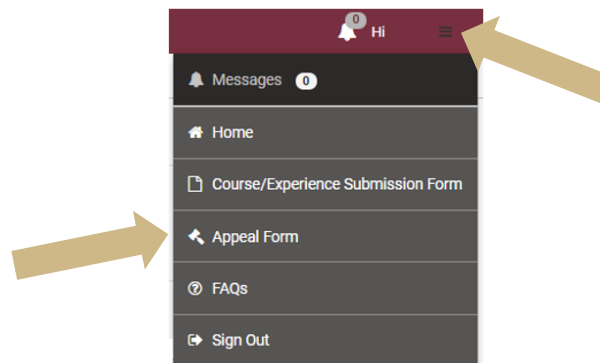 0
Hi
Messages 0
Home
Course/Experience Submission Form
Appeal Form
FAQs
Sign Out